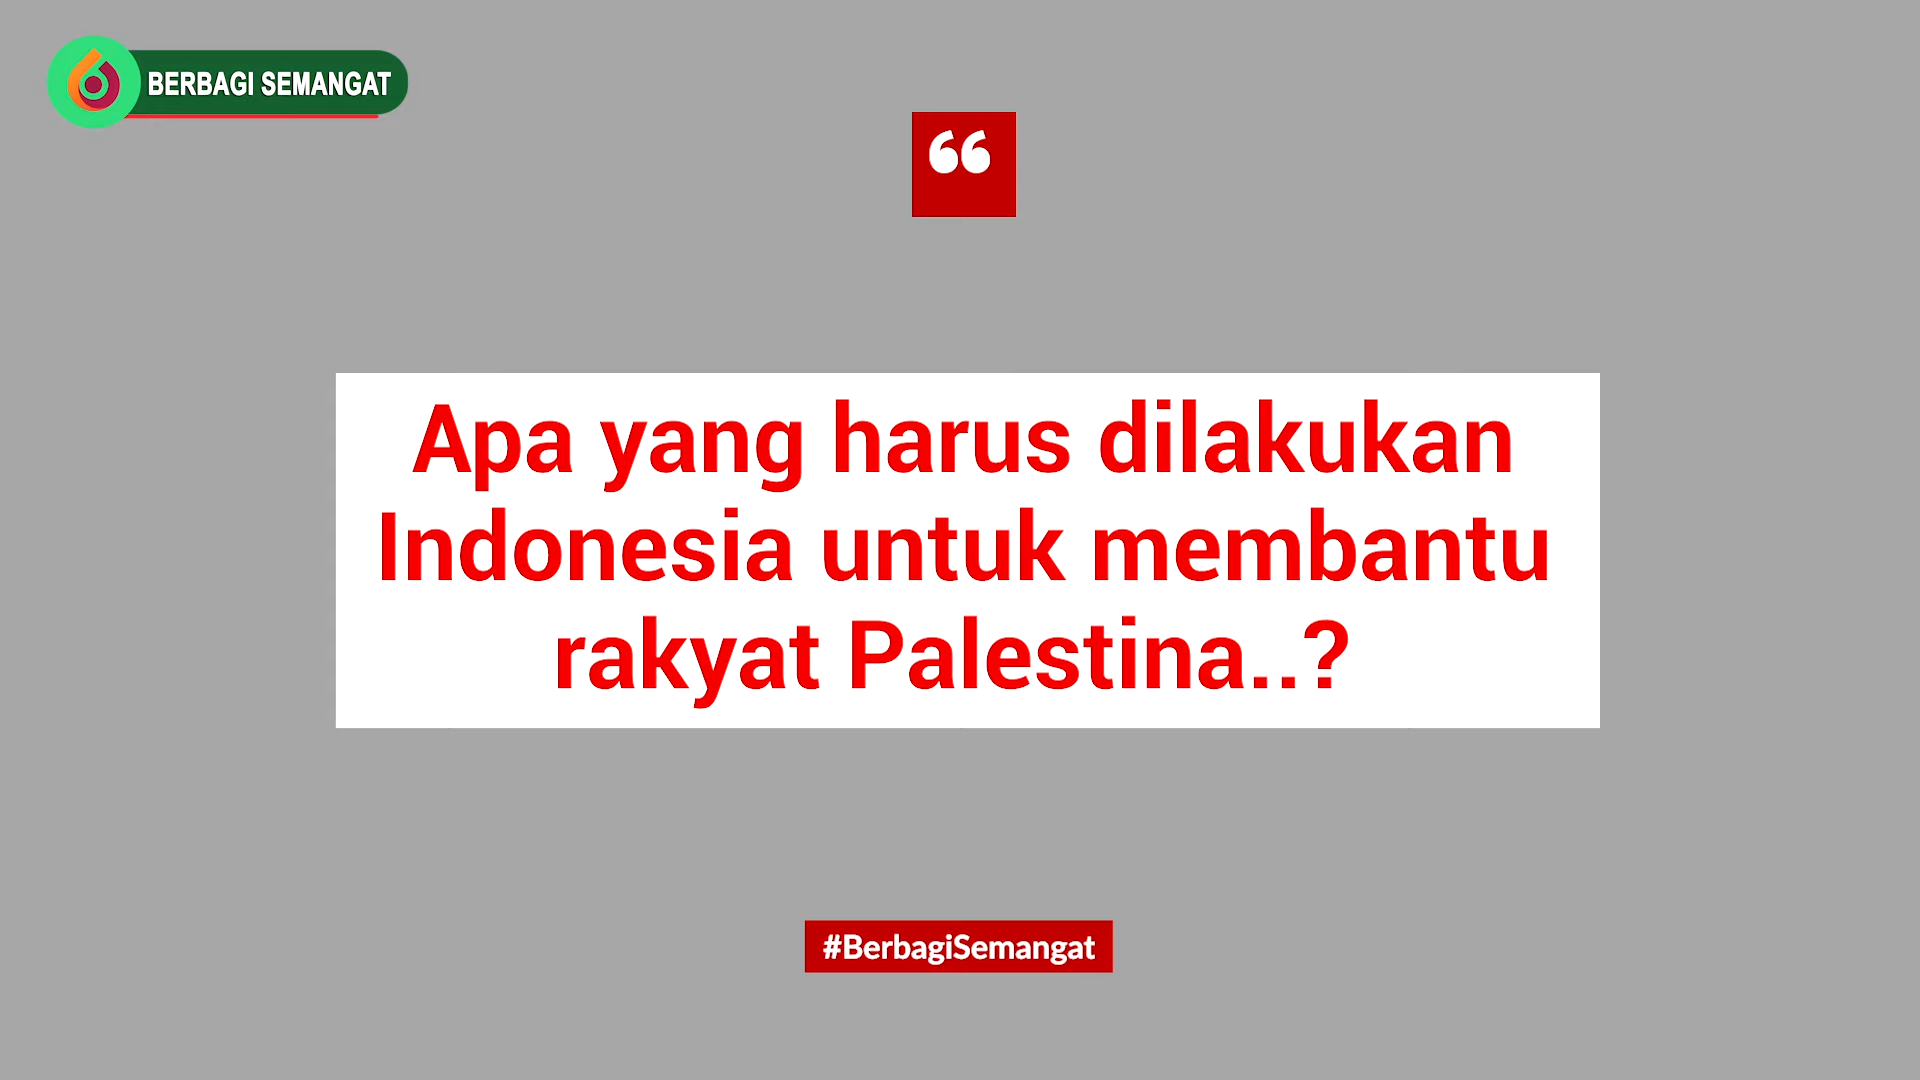 BERBAGI SEMANGAT
“
Apa yang harus dilakukan
Indonesia untuk membantu
rakyat Palestina..?
#BerbagiSemangat